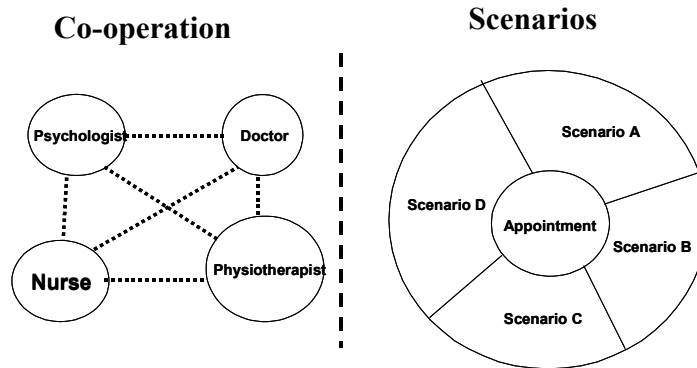 Co-operation
Scenarios
Psychologist
Doctor
Nurse
Physiotherapist
Scenario A
Scenario D
Appointment
Scenario B
Scenario C